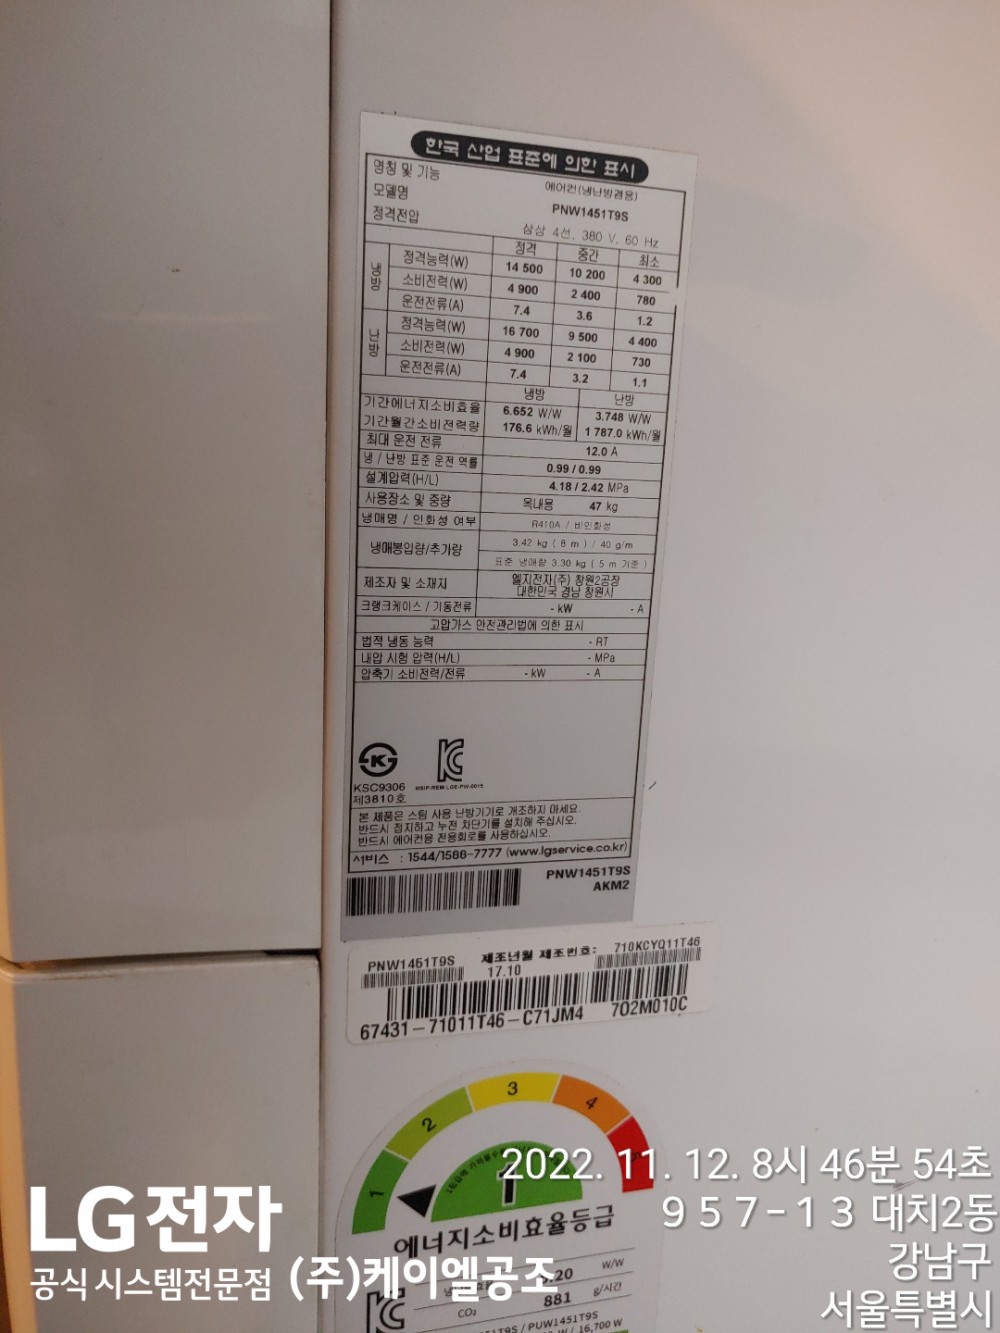 한국 산업 표준에 의한 표시
명칭 및 기능 에어컨(냉난방겸용)
모델명 PNW1451T9S
정격전압 삼상 4선, 380 V, 60 Hz
정격 중간 최소
냉방 정격능력(W) 14 500 10 200 4 300
소비전력(W) 4 900 2 400 780
운전전류(A) 7.4 3.6 1.2
난방 정격능력(W) 16 700 9 500 4 400
소비전력(W) 4 900 2 100 730
운전전류(A) 7.4 3.2 1.1
냉방 난방
기간에너지소비효율 6.652 W/W 3.748 W/W
기간월간소비전력량 176.6 kWh/월 1 787.0 kWh/월
최대 운전 전류 12.0 A
냉 / 난방 표준 운전 역률 0.99 / 0.99
설계압력(H/L) 4.18 / 2.42 MPa
사용장소 및 중량 옥내용 47 kg
냉매명 / 인화성 여부 R410A / 비인화성
냉매봉입량/추가량 3.42 kg ( 8 m ) / 40 g/m
표준 냉매량 3.30 kg ( 5 m 기준 )
제조자 및 소재지 엘지전자(주) 창원2공장
대한민국 경남 창원시
크랭크케이스 / 기동전류 - kW - A
고압가스 안전관리법에 의한 표시
법적 냉동 능력 - RT
내압 시험 압력(H/L) - MPa
압축기 소비전력/전류 - kW - A
KSC9306
제3810호
본 제품은 스팀 사용 난방기기로 개조하지 마세요.
반드시 접지하고 누전 차단기를 설치해 주십시오.
반드시 에어컨용 전용회로를 사용하십시오.
서비스 : 1544/1588-7777 (www.lgservice.co.kr)
PNW1451T9S
AKM2
PNW1451T9S 제조년월 제조번호: 710KCYQ11T46
17.10
67431-71011T46-C71JM4 702M010C
1 2 3 4 5
1
에너지소비효율등급
W/W
CO₂ 881 g/시간
/ PUW1451T9S
/ 16,700 W
2022. 11. 12. 8시 46분 54초
957-13 대치2동
강남구
서울특별시
LG전자
공식 시스템전문점 (주)케이엘공조